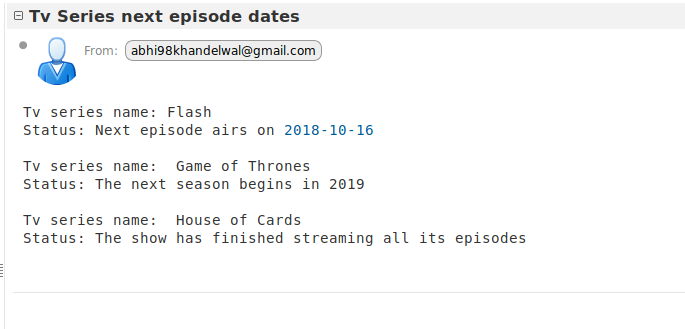 Tv Series next episode dates
From: abhi98khandelwal@gmail.com
Tv series name: Flash
Status: Next episode airs on 2018-10-16
Tv series name:  Game of Thrones
Status: The next season begins in 2019
Tv series name:  House of Cards
Status: The show has finished streaming all its episodes